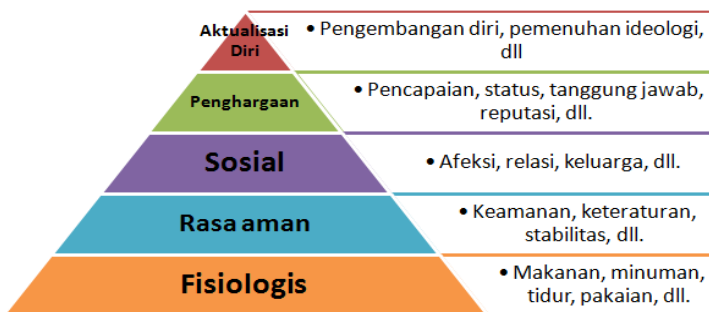 Aktualisasi
Diri
• Pengembangan diri, pemenuhan ideologi,
dll
Penghargaan
• Pencapaian, status, tanggung jawab,
reputasi, dll.
Sosial
• Afeksi, relasi, keluarga, dll.
Rasa aman
• Keamanan, keteraturan,
stabilitas, dll.
Fisiologis
• Makanan, minuman,
tidur, pakaian, dll.